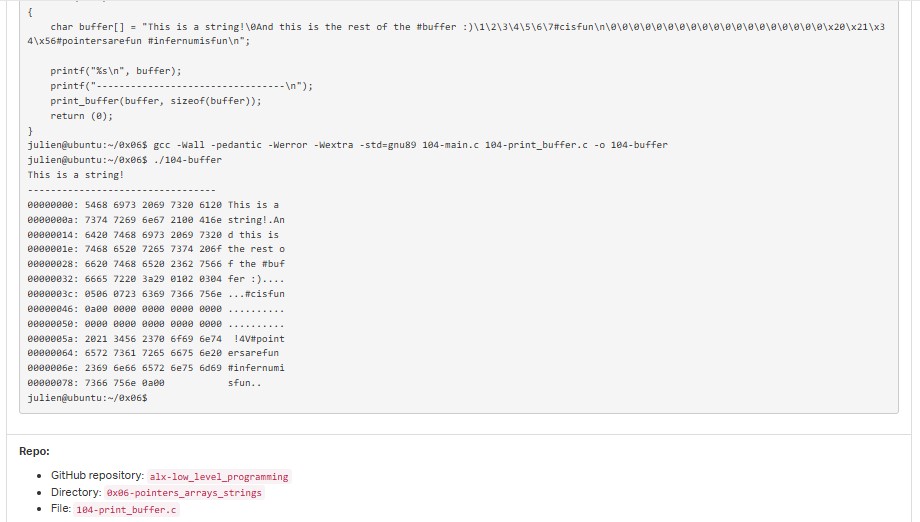 {
char buffer[] = "This is a string!\0And this is the rest of the #buffer :)\1\2\3\4\5\6\7#cisfun\n\0\0\0\0\0\0\0\0\0\0\0\0\0\0\0\0\0\0\0\x20\x21\x3
4\x56#pointersarefun #infernumisfun\n";
printf("%s\n", buffer);
printf("--------------------------------\n");
print_buffer(buffer, sizeof(buffer));
return (0);
}
julien@ubuntu:~/0x06$ gcc -Wall -pedantic -Werror -Wextra -std=gnu89 104-main.c 104-print_buffer.c -o 104-buffer
julien@ubuntu:~/0x06$ ./104-buffer
This is a string!
--------------------------------
00000000: 5468 6973 2069 7320 6120 This is a
0000000a: 7374 7269 6e67 2100 416e string!.An
00000014: 6420 7468 6973 2069 7320 d this is
0000001e: 7468 6520 7265 7374 206f the rest o
00000028: 6620 7468 6520 2362 7566 f the #buf
00000032: 6665 7220 3a29 0102 0304 fer :)....
0000003c: 0506 0723 6369 7366 756e ...#cisfun
00000046: 0a00 0000 0000 0000 0000 ..........
00000050: 0000 0000 0000 0000 0000 ..........
0000005a: 2021 3456 2370 6f69 6e74  !4V#point
00000064: 6572 7361 7265 6675 6e20 ersarefun
0000006e: 2369 6e66 6572 6e75 6d69 #infernumi
00000078: 7366 756e 0a00           sfun..
julien@ubuntu:~/0x06$
Repo:
• GitHub repository: alx-low_level_programming
• Directory: 0x06-pointers_arrays_strings
• File: 104-print_buffer.c